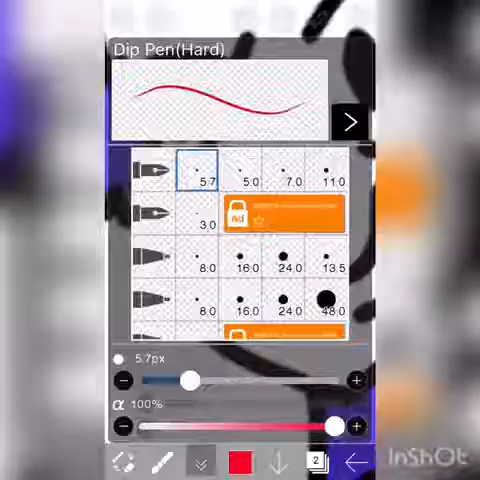 Dip Pen(Hard)
5.7 5.0 7.0 11.0
3.0 Ad
8.0 16.0 24.0 13.5
8.0 16.0 24.0 48.0
5.7px
α 100%
2
InShOt